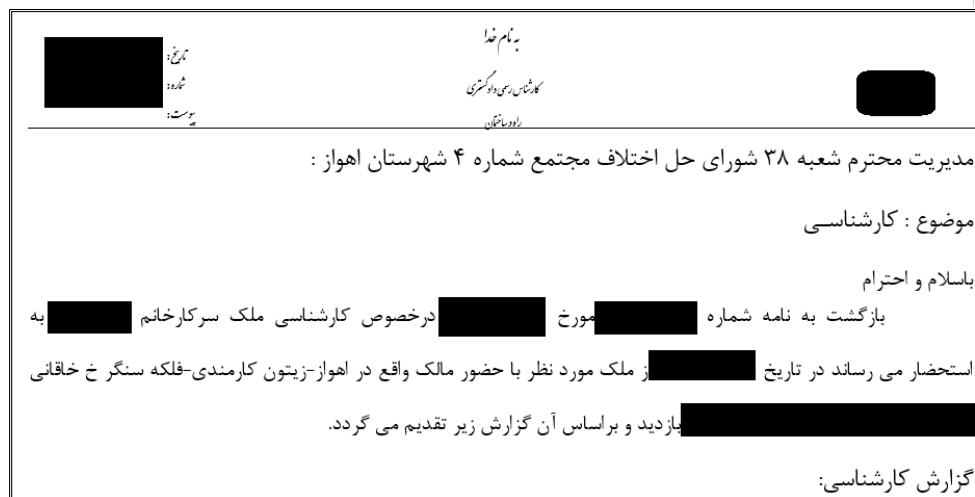 به نام خدا
تاریخ:
کارشناس رسمی دادگستری
شماره:
راه و ساختمان
پیوست:
مدیریت محترم شعبه ۳۸ شورای حل اختلاف مجتمع شماره ۴ شهرستان اهواز :
موضوع : کارشناسـی
باسلام و احترام
بازگشت به نامه شماره مورخ درخصوص کارشناسی ملک سرکارخانم به
استحضار می رساند در تاریخ ز ملک مورد نظر با حضور مالک واقع در اهواز-زیتون کارمندی-فلکه سنگر خ خاقانی
بازدید و براساس آن گزارش زیر تقدیم می گردد.
گزارش کارشناسی: